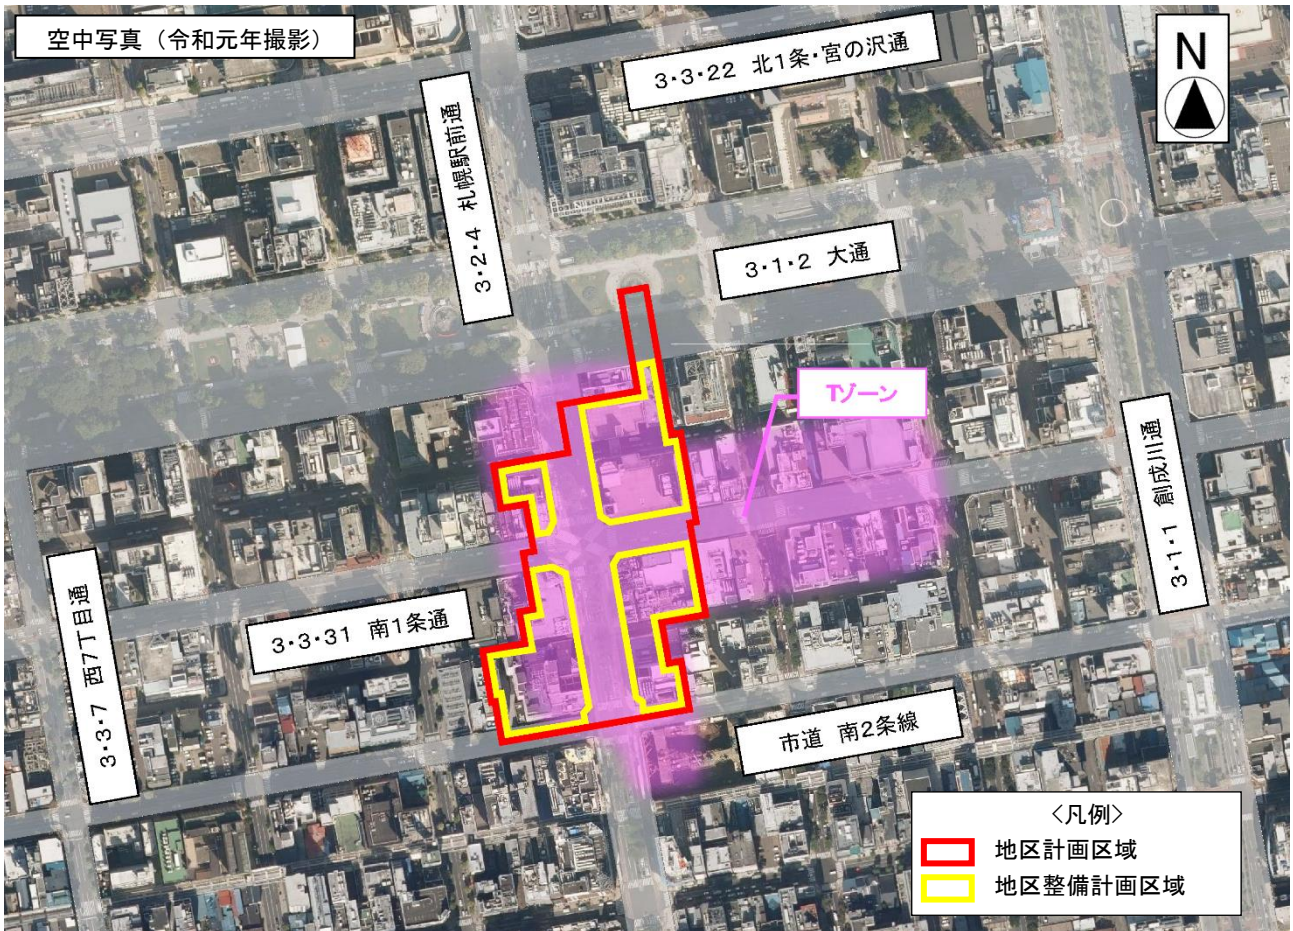 空中写真（令和元年撮影）
3・3・22 北1条・宮の沢通
N
3・2・4 札幌駅前通
3・1・2 大通
Tゾーン
3・1・1 創成川通
3・3・31 南1条通
3・3・7 西7丁目通
市道 南2条線
〈凡例〉
地区計画区域
地区整備計画区域